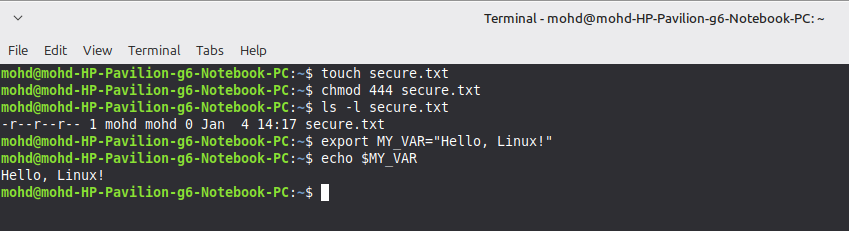 Terminal - mohd@mohd-HP-Pavilion-g6-Notebook-PC: ~
File Edit View Terminal Tabs Help
mohd@mohd-HP-Pavilion-g6-Notebook-PC:~$ touch secure.txt
mohd@mohd-HP-Pavilion-g6-Notebook-PC:~$ chmod 444 secure.txt
mohd@mohd-HP-Pavilion-g6-Notebook-PC:~$ ls -l secure.txt
-r--r--r-- 1 mohd mohd 0 Jan  4 14:17 secure.txt
mohd@mohd-HP-Pavilion-g6-Notebook-PC:~$ export MY_VAR="Hello, Linux!"
mohd@mohd-HP-Pavilion-g6-Notebook-PC:~$ echo $MY_VAR
Hello, Linux!
mohd@mohd-HP-Pavilion-g6-Notebook-PC:~$